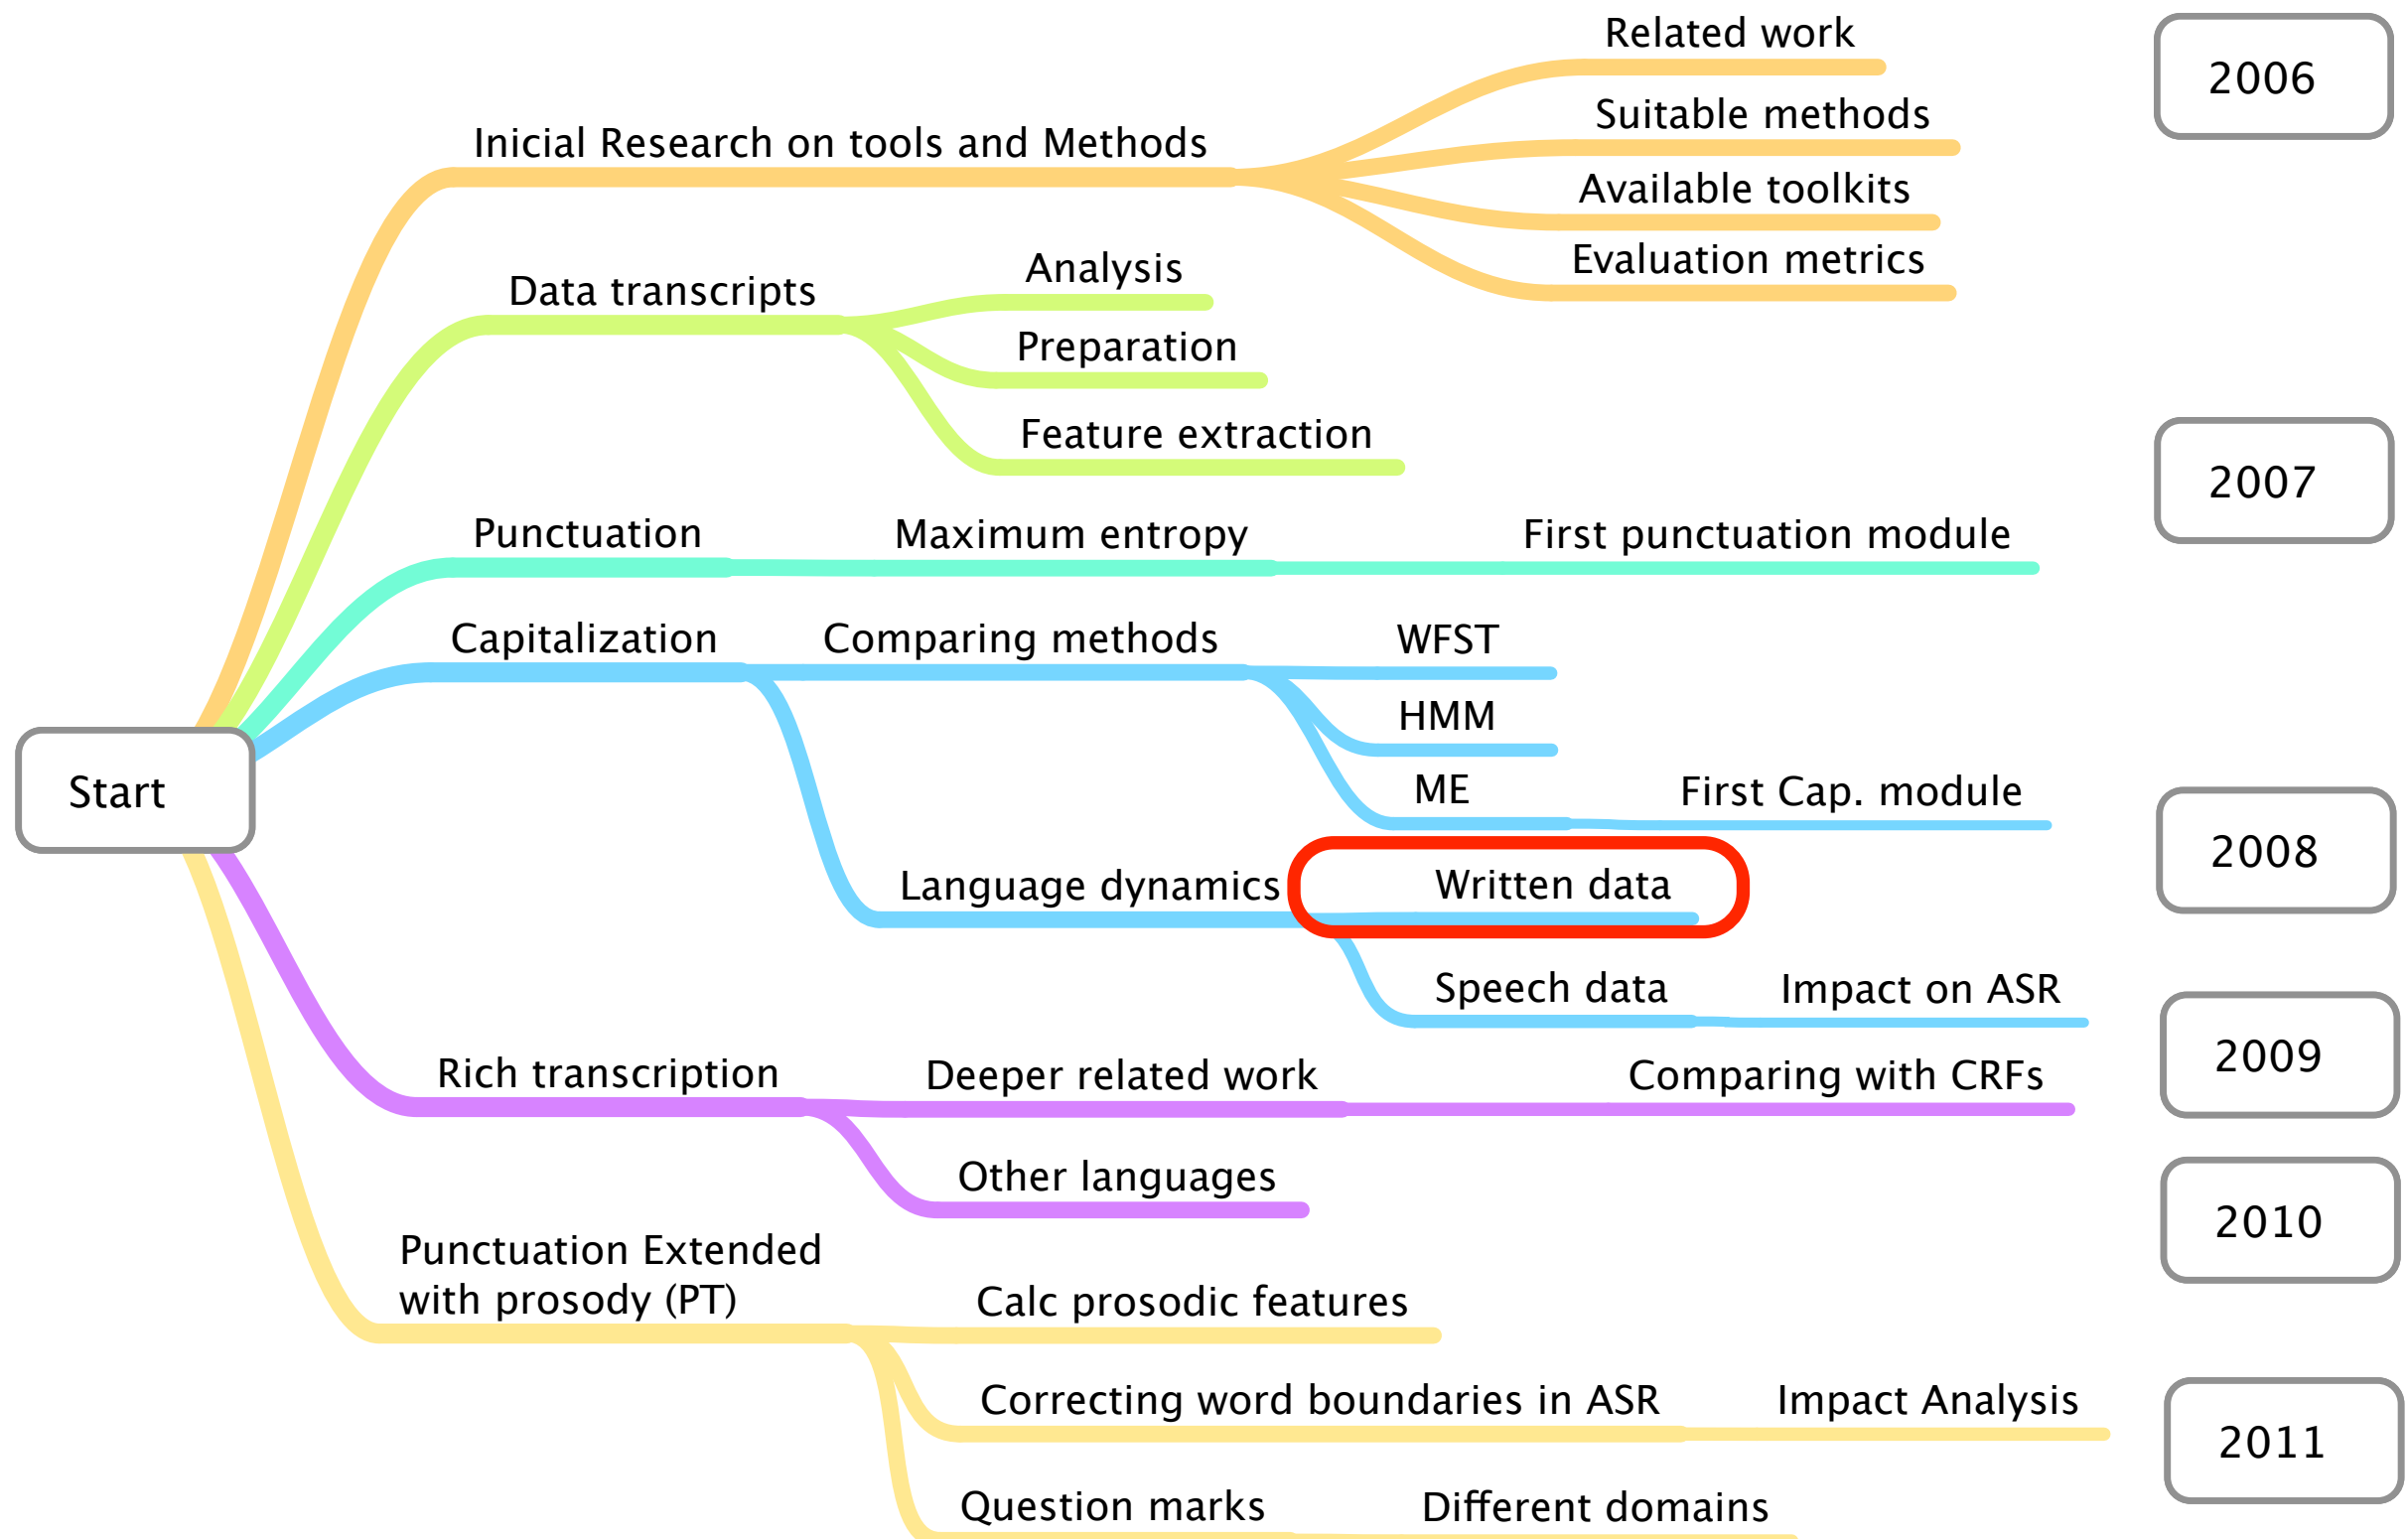 Related work
2006
Suitable methods
Inicial Research on tools and Methods
Available toolkits
Evaluation metrics
Data transcripts
Analysis
Preparation
Feature extraction
2007
Punctuation
Maximum entropy
First punctuation module
Capitalization
Comparing methods
WFST
HMM
ME
First Cap. module
Start
2008
Language dynamics
Written data
Speech data
Impact on ASR
2009
Rich transcription
Deeper related work
Comparing with CRFs
Other languages
2010
Punctuation Extended
with prosody (PT)
Calc prosodic features
Correcting word boundaries in ASR
Impact Analysis
2011
Question marks
Different domains